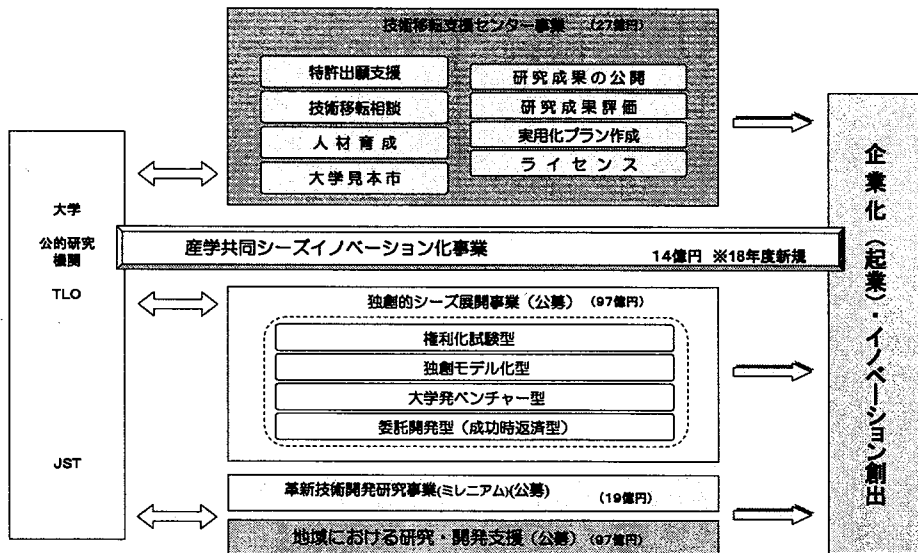 技術移転支援センター事業 (27億円)
特許出願支援
技術移転相談
人材育成
大学見本市
研究成果の公開
研究成果評価
実用化プラン作成
ライセンス
大学
公的研究
機関
TLO
JST
産学共同シーズイノベーション化事業 14億円 ※18年度新規
独創的シーズ展開事業(公募) (97億円)
権利化試験型
独創モデル化型
大学発ベンチャー型
委託開発型(成功時返済型)
革新技術開発研究事業(ミレニアム)(公募) (19億円)
地域における研究・開発支援(公募) (97億円)
企業化(起業)・イノベーション創出